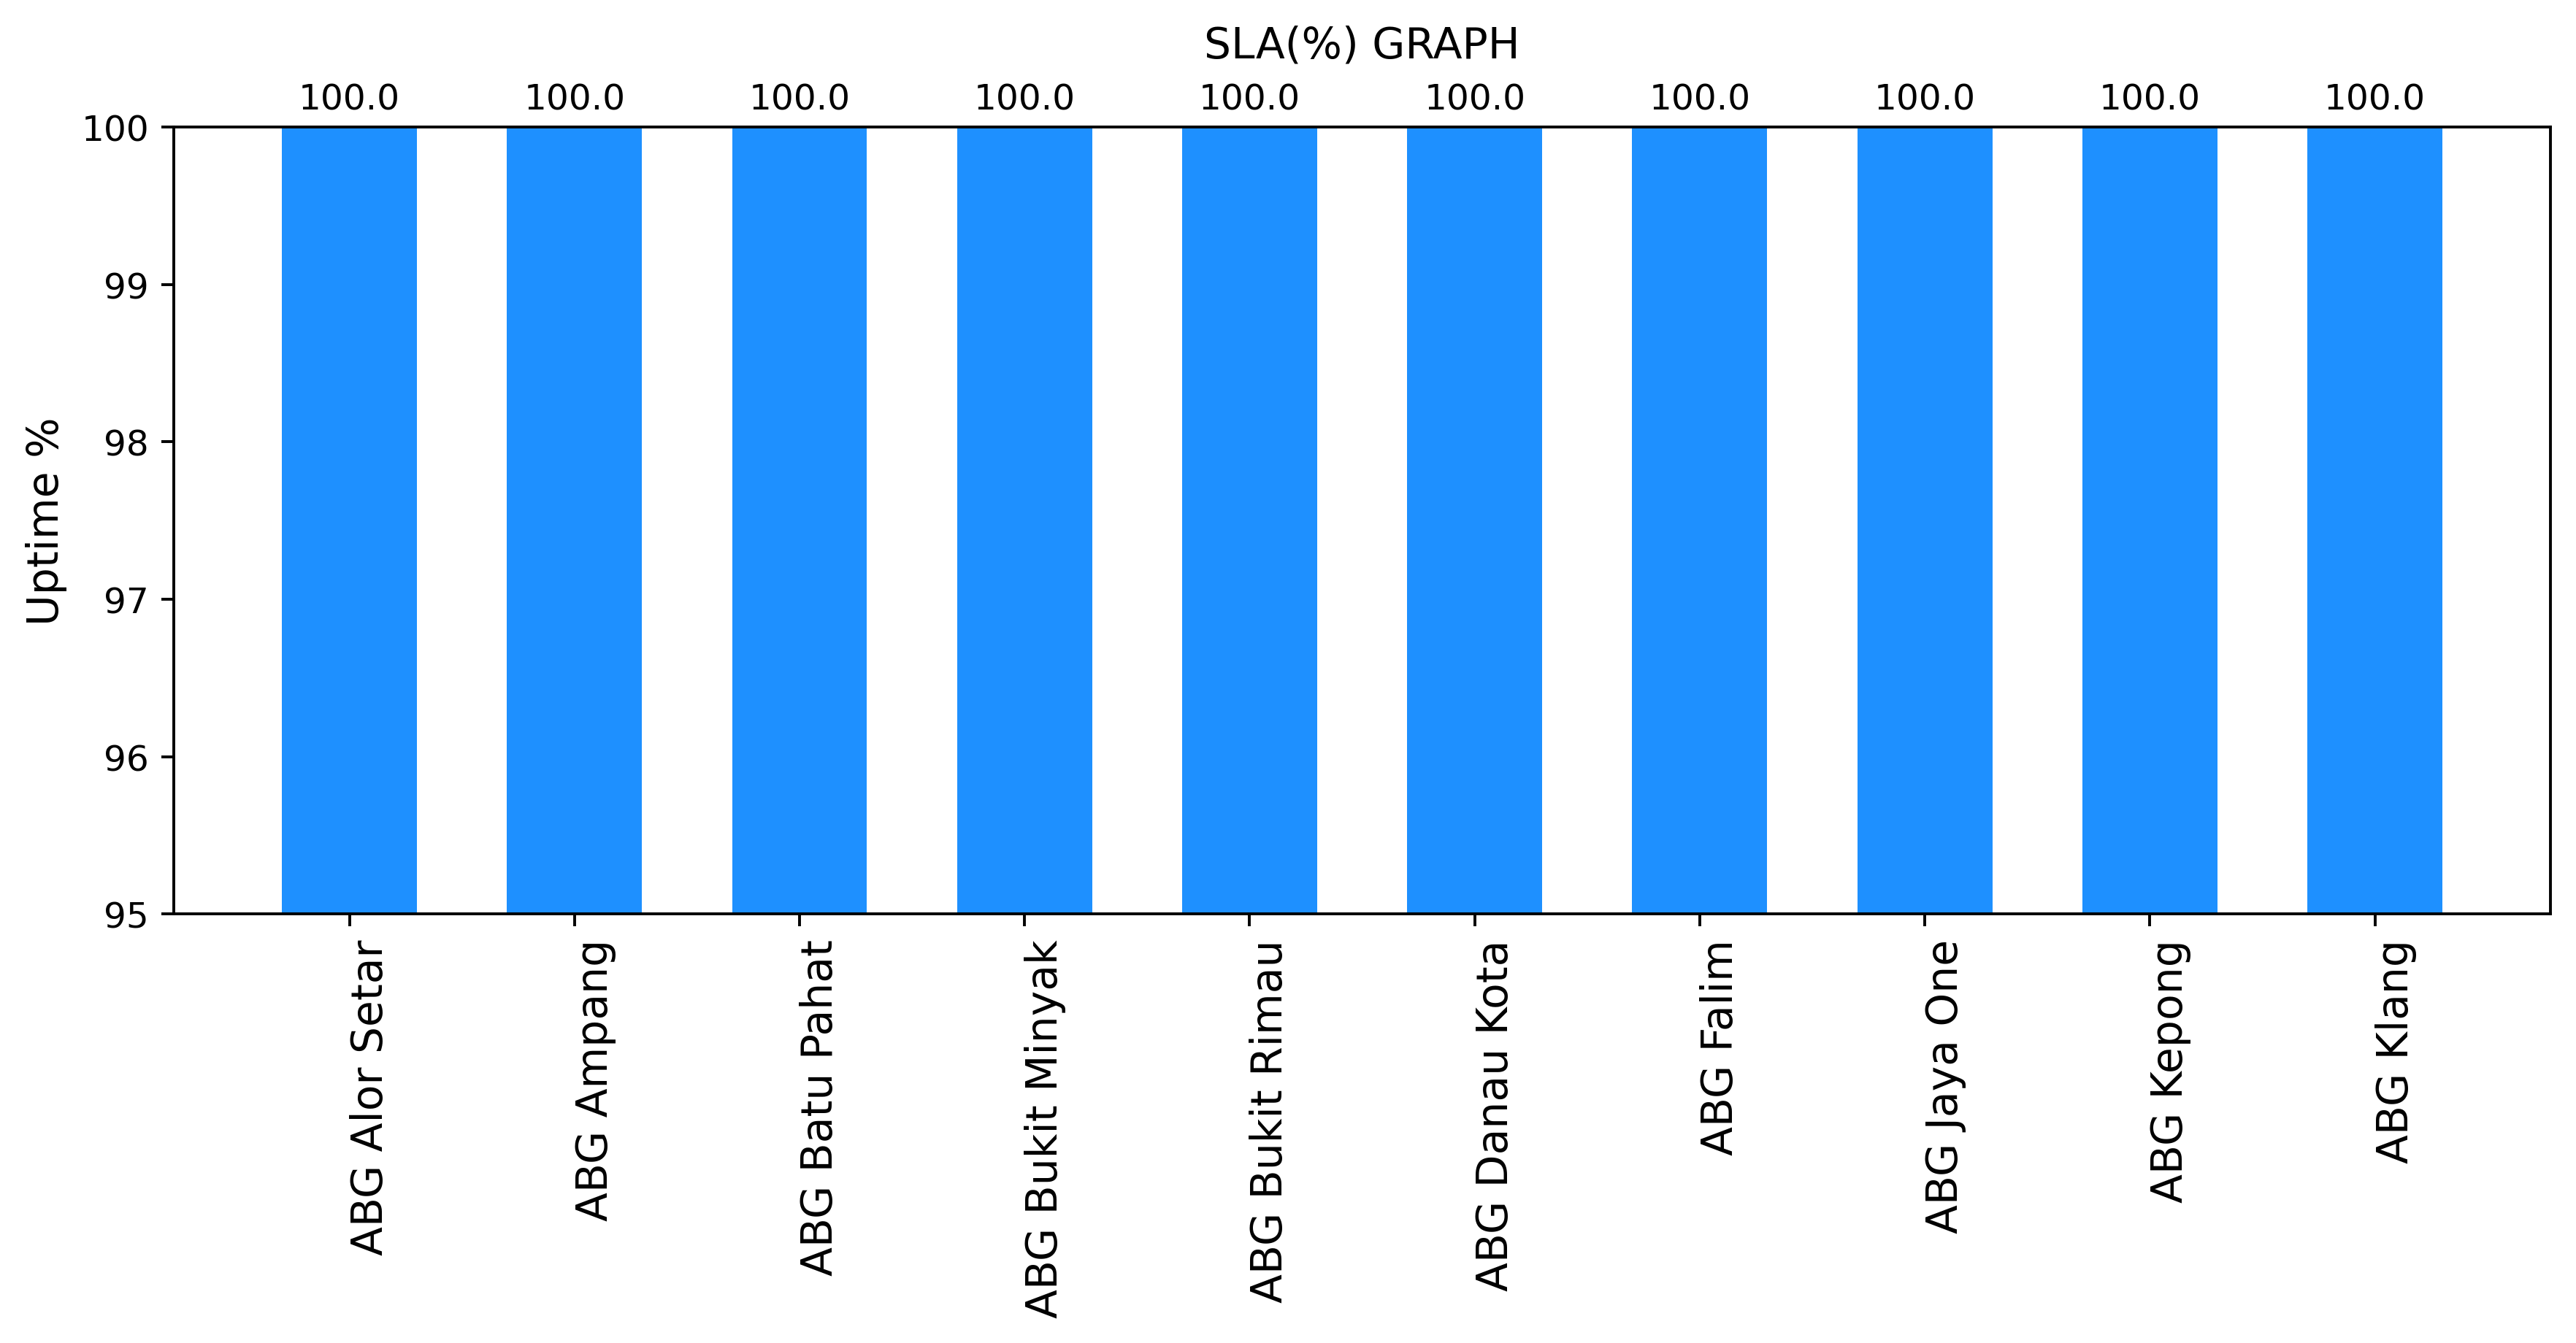 SLA(%) GRAPH
100.0 100.0 100.0 100.0 100.0 100.0 100.0 100.0 100.0 100.0
100
99
98
97
96
95
Uptime %
ABG Alor Setar
ABG Ampang
ABG Batu Pahat
ABG Bukit Minyak
ABG Bukit Rimau
ABG Danau Kota
ABG Falim
ABG Jaya One
ABG Kepong
ABG Klang